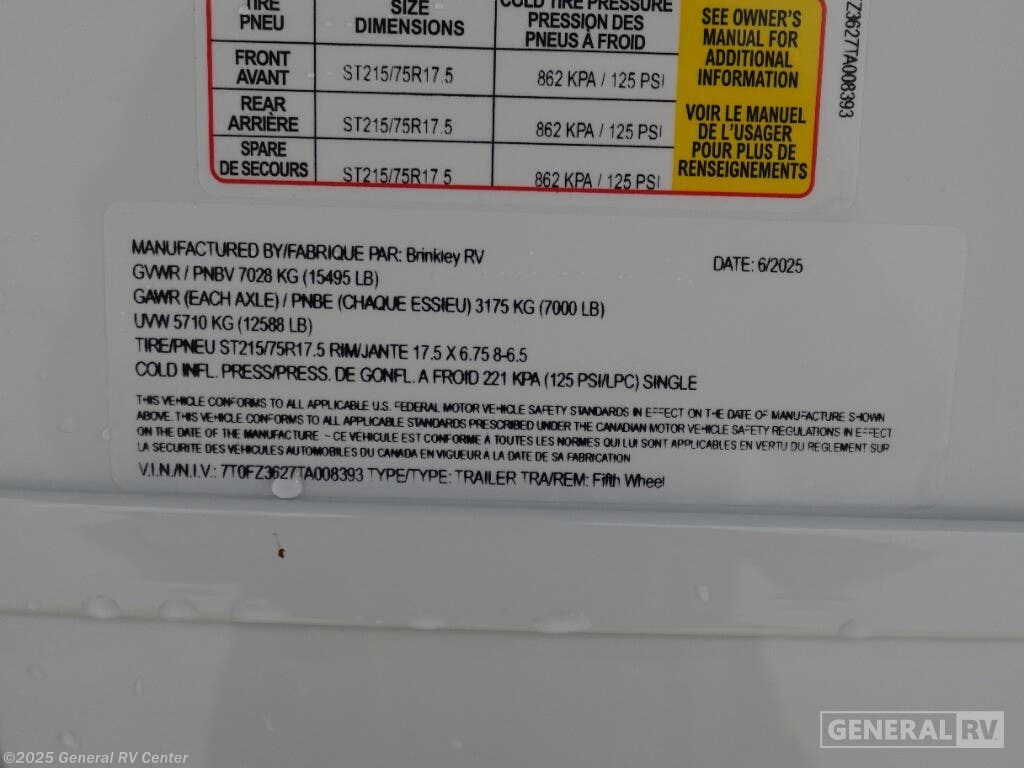 TIRE SIZE COLD TIRE PRESSURE
PNEU DIMENSIONS PRESSION DES
PNEUS À FROID
FRONT
AVANT ST215/75R17.5 862 KPA / 125 PSI
REAR
ARRIÈRE ST215/75R17.5 862 KPA / 125 PSI
SPARE
DE SECOURS ST215/75R17.5 862 KPA / 125 PSI
SEE OWNER'S
MANUAL FOR
ADDITIONAL
INFORMATION
VOIR LE MANUEL
DE L'USAGER
POUR PLUS DE
RENSEIGNEMENTS
Z3627TA008393
MANUFACTURED BY/FABRIQUE PAR: Brinkley RV DATE: 6/2025
GVWR / PNBV 7028 KG (15495 LB)
GAWR (EACH AXLE) / PNBE (CHAQUE ESSIEU) 3175 KG (7000 LB)
UVW 5710 KG (12588 LB)
TIRE/PNEU ST215/75R17.5 RIM/JANTE 17.5 X 6.75 8-6.5
COLD INFL. PRESS/PRESS. DE GONFL. A FROID 221 KPA (125 PSI/LPC) SINGLE
THIS VEHICLE CONFORMS TO ALL APPLICABLE U.S. FEDERAL MOTOR VEHICLE SAFETY STANDARDS IN EFFECT ON THE DATE OF MANUFACTURE SHOWN
ABOVE. THIS VEHICLE CONFORMS TO ALL APPLICABLE STANDARDS PRESCRIBED UNDER THE CANADIAN MOTOR VEHICLE SAFETY REGULATIONS IN EFFECT
ON THE DATE OF THE MANUFACTURE. - CE VEHICULE EST CONFORME À TOUTES LES NORMES QUI LUI SONT APPLICABLES EN VERTU DU REGLEMENT SUR
LA SECURITE DES VEHICULES AUTOMOBILES DU CANADA EN VIGUEUR À LA DATE DE SA FABRICATION
V.I.N./N.I.V.: 7T0FZ3627TA008393 TYPE/TYPE: TRAILER TRA/REM: Fifth Wheel
GENERAL RV
©2025 General RV Center